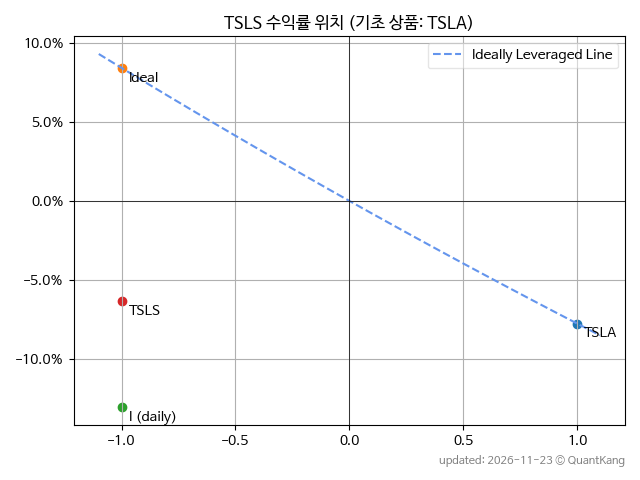 TSLS 수익률 위치 (기초 상품: TSLA)
10.0%
5.0%
0.0%
−5.0%
−10.0%
Ideally Leveraged Line
Ideal
TSLS
TSLA
I (daily)
−1.0 −0.5 0.0 0.5 1.0
updated: 2026-11-23 © QuantKang